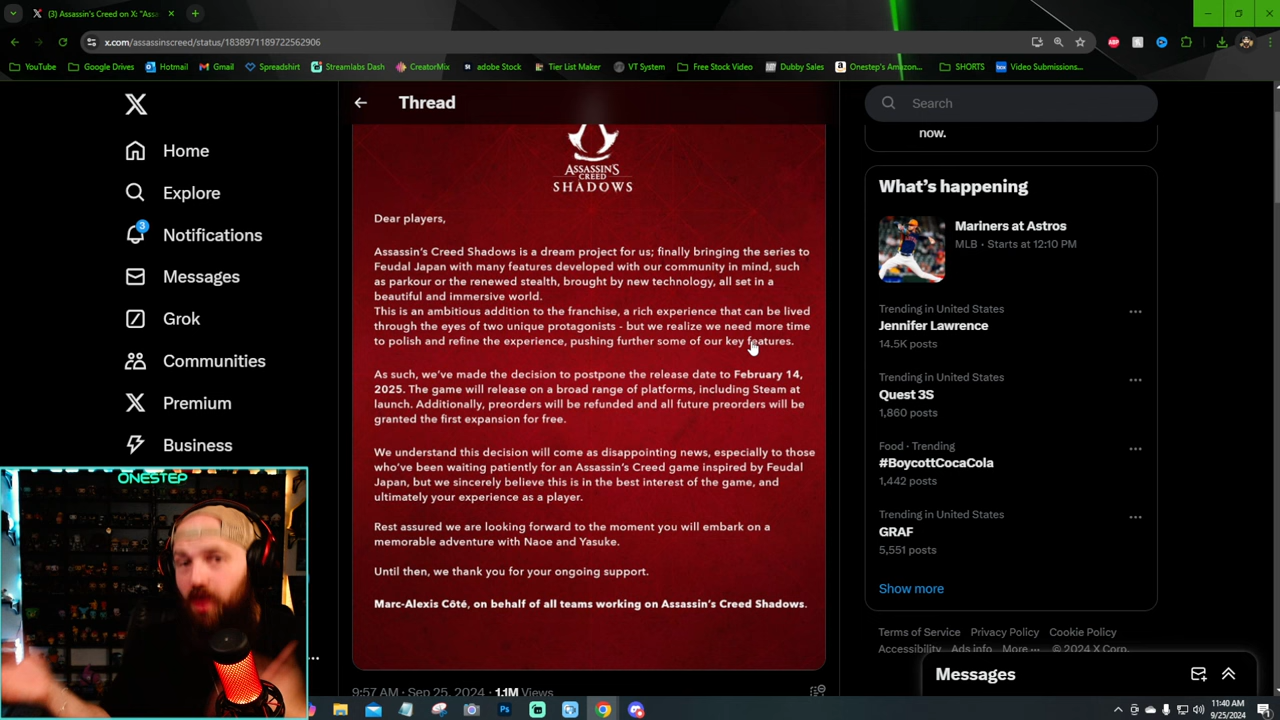 (3) Assassin's Creed on X: "Assa
x.com/assassinscreed/status/1838971189722562906
YouTube
Google Drives
Hotmail
Gmail
Spreadshirt
Streamlabs Dash
CreatorMix
adobe Stock
Tier List Maker
VT System
Free Stock Video
Dubby Sales
Onestep's Amazon...
SHORTS
Video Submissions...
Home
Explore
3
Notifications
Messages
Grok
Communities
Premium
Business
ONESTEP
Thread
ASSASSIN'S
CREED
SHADOWS
Dear players,
Assassin's Creed Shadows is a dream project for us; finally bringing the series to
Feudal Japan with many features developed with our community in mind, such
as parkour or the renewed stealth, brought by new technology, all set in a
beautiful and immersive world.
This is an ambitious addition to the franchise, a rich experience that can be lived
through the eyes of two unique protagonists - but we realize we need more time
to polish and refine the experience, pushing further some of our key features.
As such, we've made the decision to postpone the release date to February 14,
2025. The game will release on a broad range of platforms, including Steam at
launch. Additionally, preorders will be refunded and all future preorders will be
granted the first expansion for free.
We understand this decision will come as disappointing news, especially to those
who've been waiting patiently for an Assassin's Creed game inspired by Feudal
Japan, but we sincerely believe this is in the best interest of the game, and
ultimately your experience as a player.
Rest assured we are looking forward to the moment you will embark on a
memorable adventure with Naoe and Yasuke.
Until then, we thank you for your ongoing support.
Marc-Alexis Côté, on behalf of all teams working on Assassin's Creed Shadows.
9:57 AM · Sep 25, 2024 · 1.1M Views
Search
now.
What's happening
Mariners at Astros
MLB · Starts at 12:10 PM
Trending in United States
Jennifer Lawrence
14.5K posts
Trending in United States
Quest 3S
1,860 posts
Food · Trending
#BoycottCocaCola
1,442 posts
Trending in United States
GRAF
5,551 posts
Show more
Terms of Service Privacy Policy Cookie Policy
Accessibility Ads info More ··· © 2024 X Corp.
Messages
11:40 AM
9/25/2024